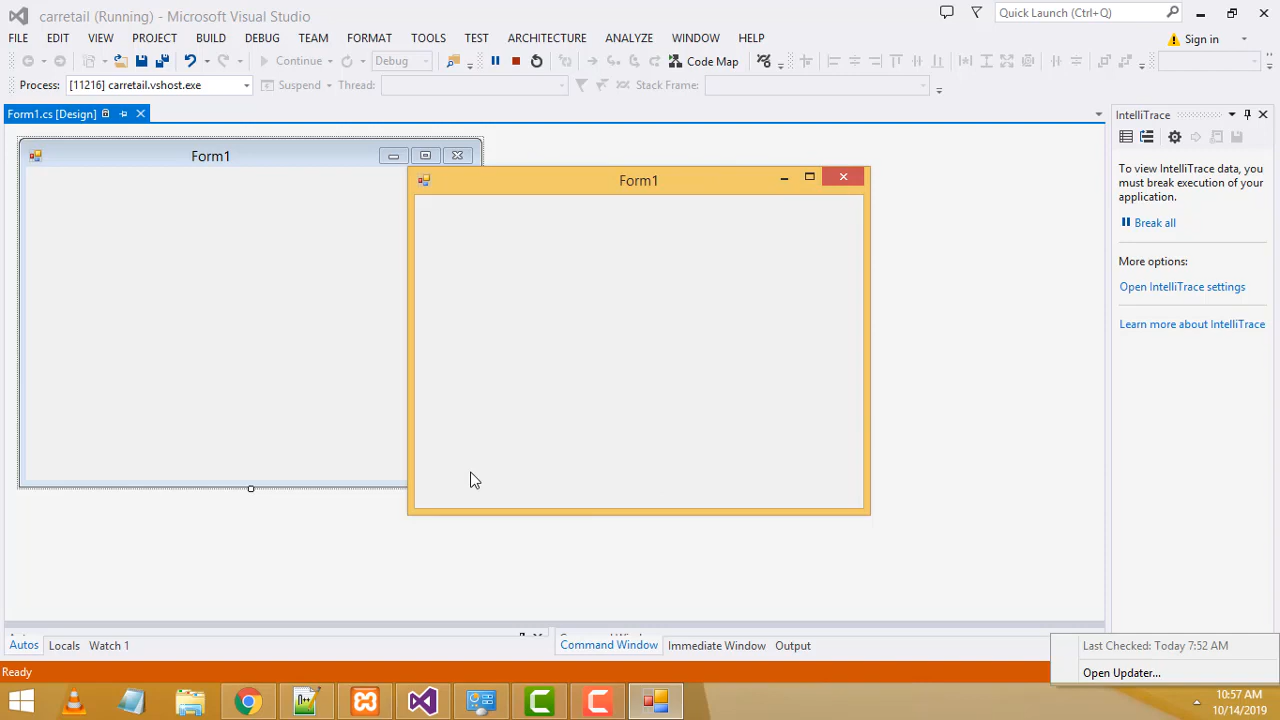 carretail (Running) - Microsoft Visual Studio
Quick Launch (Ctrl+Q)
FILE EDIT VIEW PROJECT BUILD DEBUG TEAM FORMAT TOOLS TEST ARCHITECTURE ANALYZE WINDOW HELP
Sign in
Continue
Debug
Code Map
Process: [11216] carretail.vshost.exe
Suspend
Thread:
Stack Frame:
Form1.cs [Design]
IntelliTrace
Form1
Form1
To view IntelliTrace data, you
must break execution of your
application.
Break all
More options:
Open IntelliTrace settings
Learn more about IntelliTrace
Autos Locals Watch 1
Command Window Immediate Window Output
Last Checked: Today 7:52 AM
Ready
Open Updater...
10:57 AM
10/14/2019